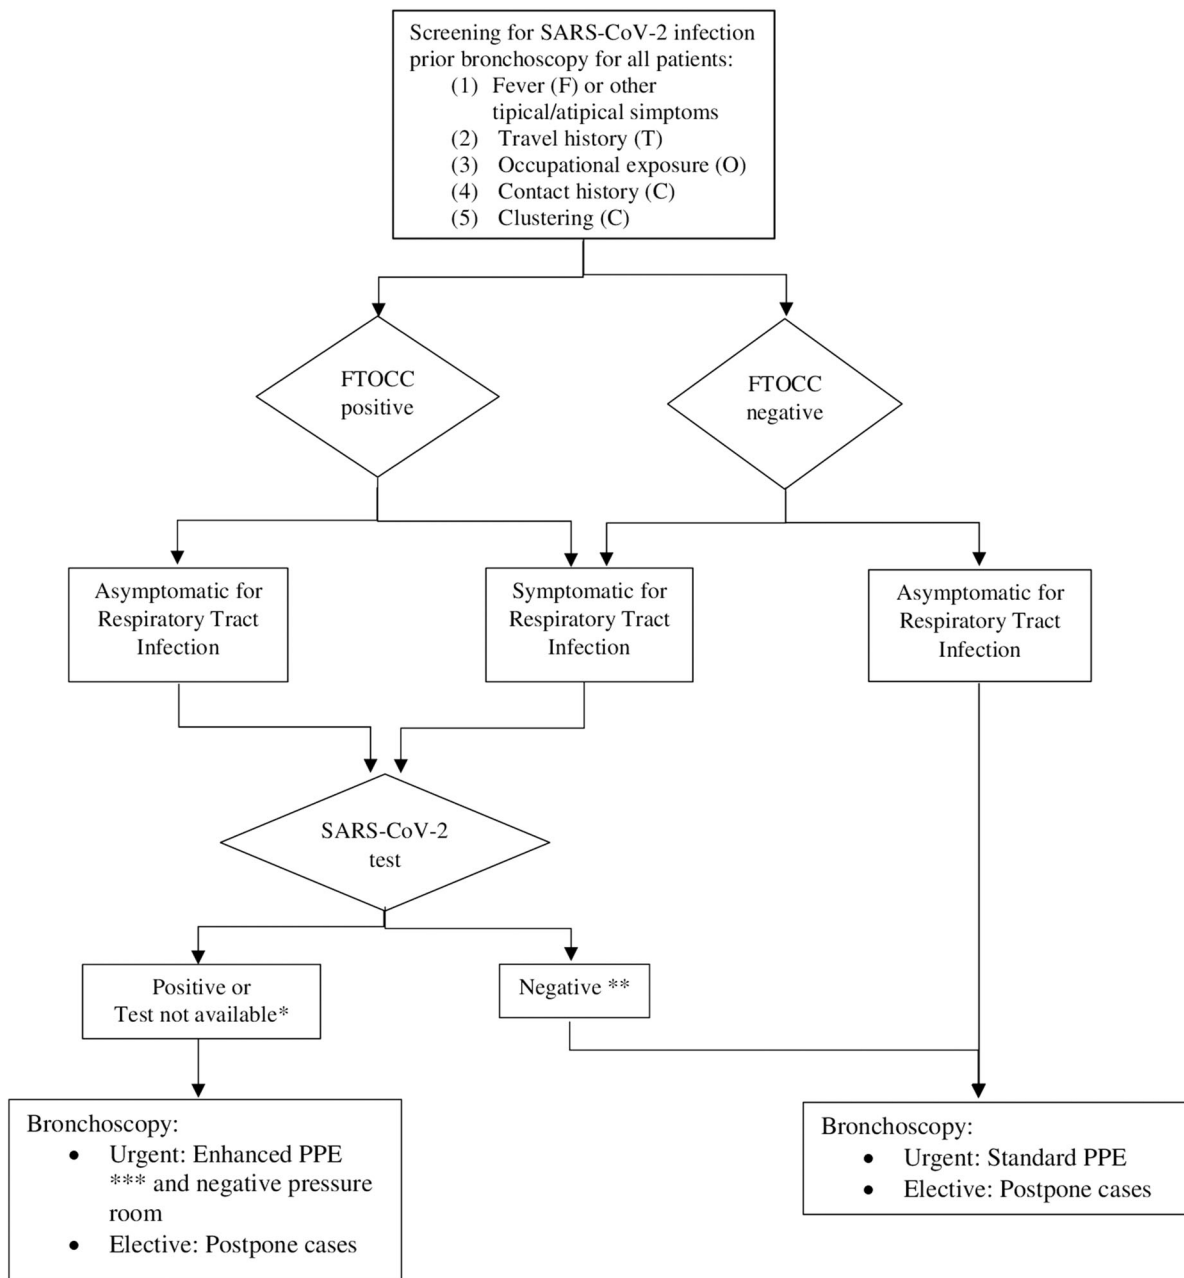 Screening for SARS-CoV-2 infection
prior bronchoscopy for all patients:
(1) Fever (F) or other
tipical/atipical simptoms
(2) Travel history (T)
(3) Occupational exposure (O)
(4) Contact history (C)
(5) Clustering (C)
FTOCC
positive
FTOCC
negative
Asymptomatic for
Respiratory Tract
Infection
Symptomatic for
Respiratory Tract
Infection
Asymptomatic for
Respiratory Tract
Infection
SARS-CoV-2
test
Positive or
Test not available*
Negative **
Bronchoscopy:
• Urgent: Enhanced PPE
*** and negative pressure
room
• Elective: Postpone cases
Bronchoscopy:
• Urgent: Standard PPE
• Elective: Postpone cases